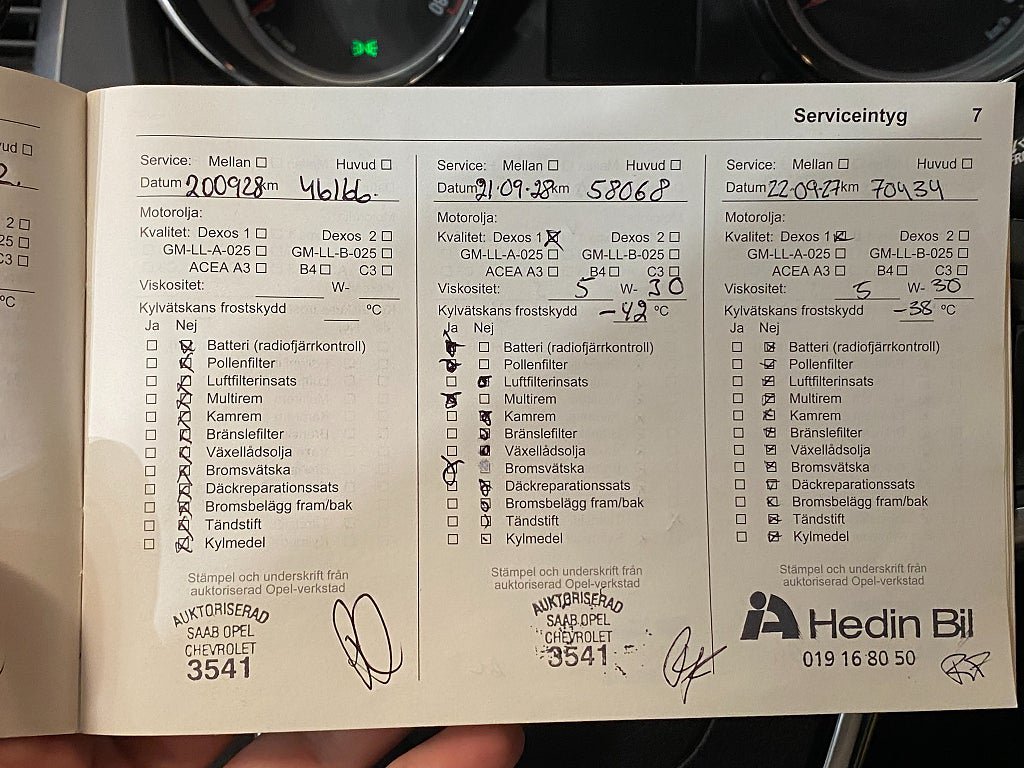 Serviceintyg 7
Service: Mellan ☐ Huvud ☐
Datum 200928 km 46166.
Motorolja:
Kvalitet: Dexos 1 ☐ Dexos 2 ☐
GM-LL-A-025 ☐ GM-LL-B-025 ☐
ACEA A3 ☐ B4 ☐ C3 ☐
Viskositet: W-
Kylvätskans frostskydd °C
Ja Nej
☐ ☒ Batteri (radiofjärrkontroll)
☐ ☒ Pollenfilter
☐ ☒ Luftfilterinsats
☐ ☒ Multirem
☐ ☒ Kamrem
☐ ☒ Bränslefilter
☐ ☒ Växellådsolja
☐ ☒ Bromsvätska
☐ ☒ Däckreparationssats
☐ ☒ Bromsbelägg fram/bak
☐ ☒ Tändstift
☐ ☒ Kylmedel
Stämpel och underskrift från
auktoriserad Opel-verkstad
AUKTORISERAD
SAAB OPEL
CHEVROLET
3541
Service: Mellan ☐ Huvud ☐
Datum 21-09-28 km 58068
Motorolja:
Kvalitet: Dexos 1 ☒ Dexos 2 ☐
GM-LL-A-025 ☐ GM-LL-B-025 ☐
ACEA A3 ☐ B4 ☐ C3 ☐
Viskositet: 5 W- 30
Kylvätskans frostskydd -42 °C
Ja Nej
☒ ☐ Batteri (radiofjärrkontroll)
☒ ☐ Pollenfilter
☐ ☒ Luftfilterinsats
☒ ☐ Multirem
☐ ☒ Kamrem
☐ ☒ Bränslefilter
☐ ☒ Växellådsolja
☒ ☐ Bromsvätska
☐ ☒ Däckreparationssats
☐ ☒ Bromsbelägg fram/bak
☐ ☒ Tändstift
☐ ☒ Kylmedel
Stämpel och underskrift från
auktoriserad Opel-verkstad
AUKTORISERAD
SAAB OPEL
CHEVROLET
3541
Service: Mellan ☐ Huvud ☐
Datum 22-09-27 km 70434
Motorolja:
Kvalitet: Dexos 1 ☒ Dexos 2 ☐
GM-LL-A-025 ☐ GM-LL-B-025 ☐
ACEA A3 ☐ B4 ☐ C3 ☐
Viskositet: 5 W- 30
Kylvätskans frostskydd -38 °C
Ja Nej
☐ ☒ Batteri (radiofjärrkontroll)
☐ ☒ Pollenfilter
☐ ☒ Luftfilterinsats
☐ ☒ Multirem
☐ ☒ Kamrem
☐ ☒ Bränslefilter
☐ ☒ Växellådsolja
☐ ☒ Bromsvätska
☐ ☒ Däckreparationssats
☐ ☒ Bromsbelägg fram/bak
☐ ☒ Tändstift
☐ ☒ Kylmedel
Stämpel och underskrift från
auktoriserad Opel-verkstad
Hedin Bil
019 16 80 50